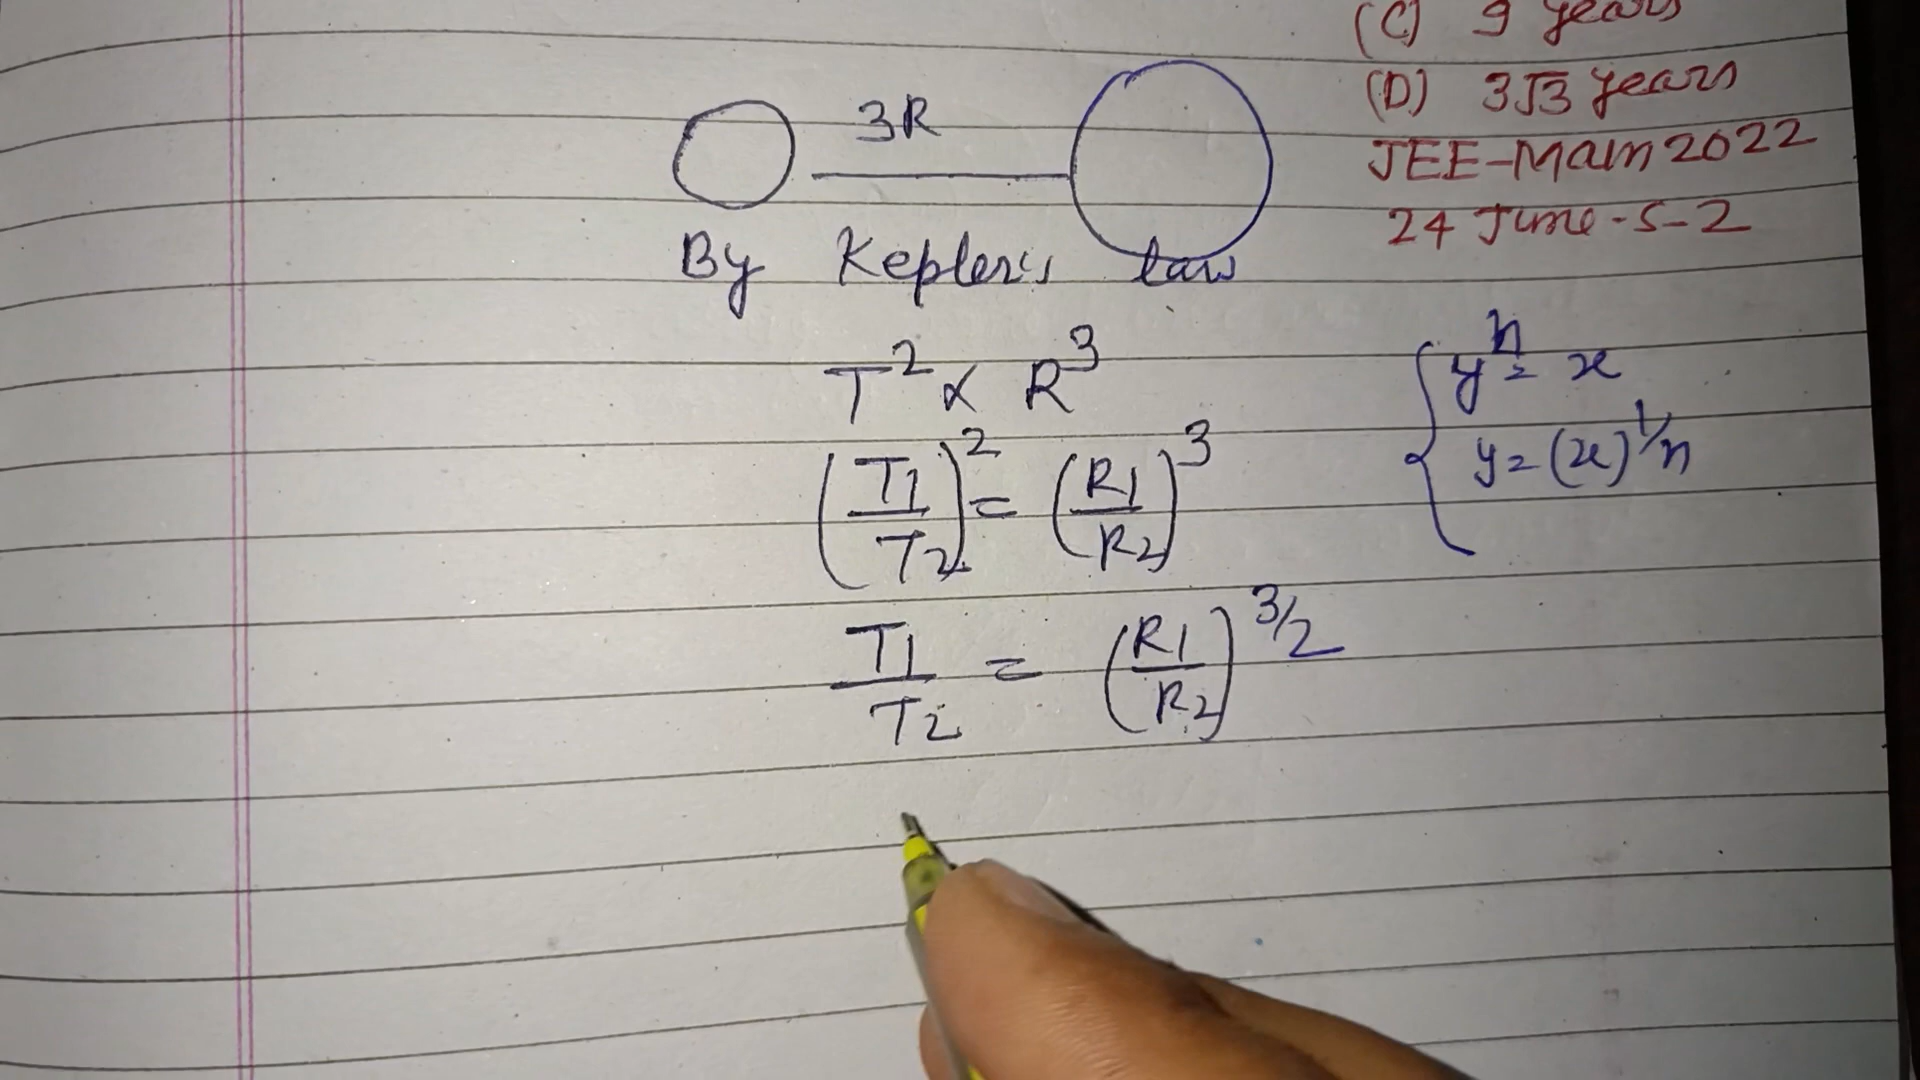 (C) 9 years
(D) 3√3 years
JEE-Main 2022
24 June-S-2
3R
By Kepler's law
T² ∝ R³
(T1/T2)² = (R1/R2)³
T1/T2 = (R1/R2)^3/2
yⁿ = x
y = (x)^1/n